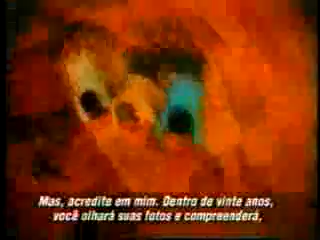 Mas, acredite em mim. Dentro de vinte anos,
você olhará suas fotos e compreenderá,